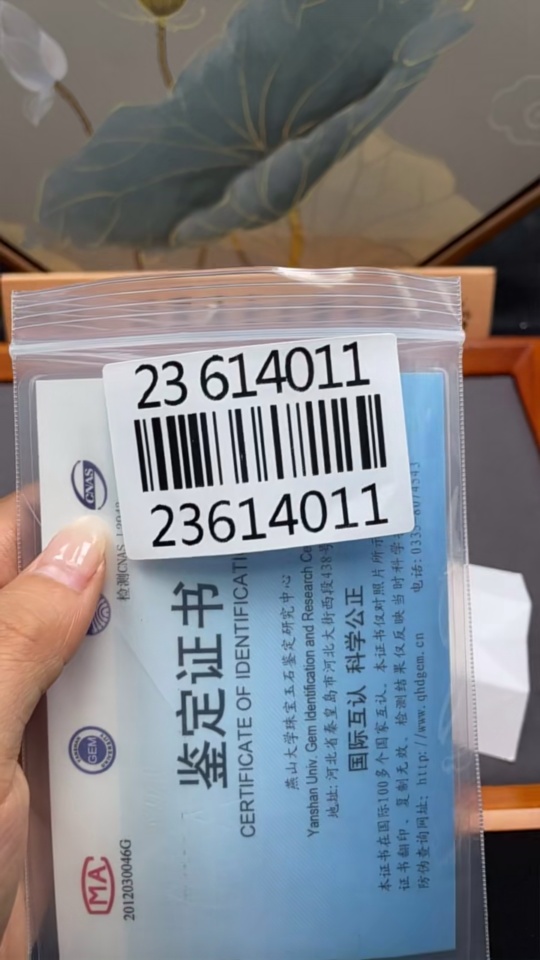 23 614011
23614011
CNAS
检测CNAS
GEM
MA
2012030046G
鉴定证书
CERTIFICATE OF IDENTIFICATI
燕山大学珠宝玉石鉴定研究中心
Yanshan Univ. Gem Identification and Research Ce
地址: 河北省秦皇岛市河北大街西段438号
国际互认 科学公正
本证书在国际100多个国家互认。本证书仅对照片所示
证书翻印、复制无效。检测结果仅反映当时科学
防伪查询网址: http://www.qhdgem.cn 电话: 0335-8074543